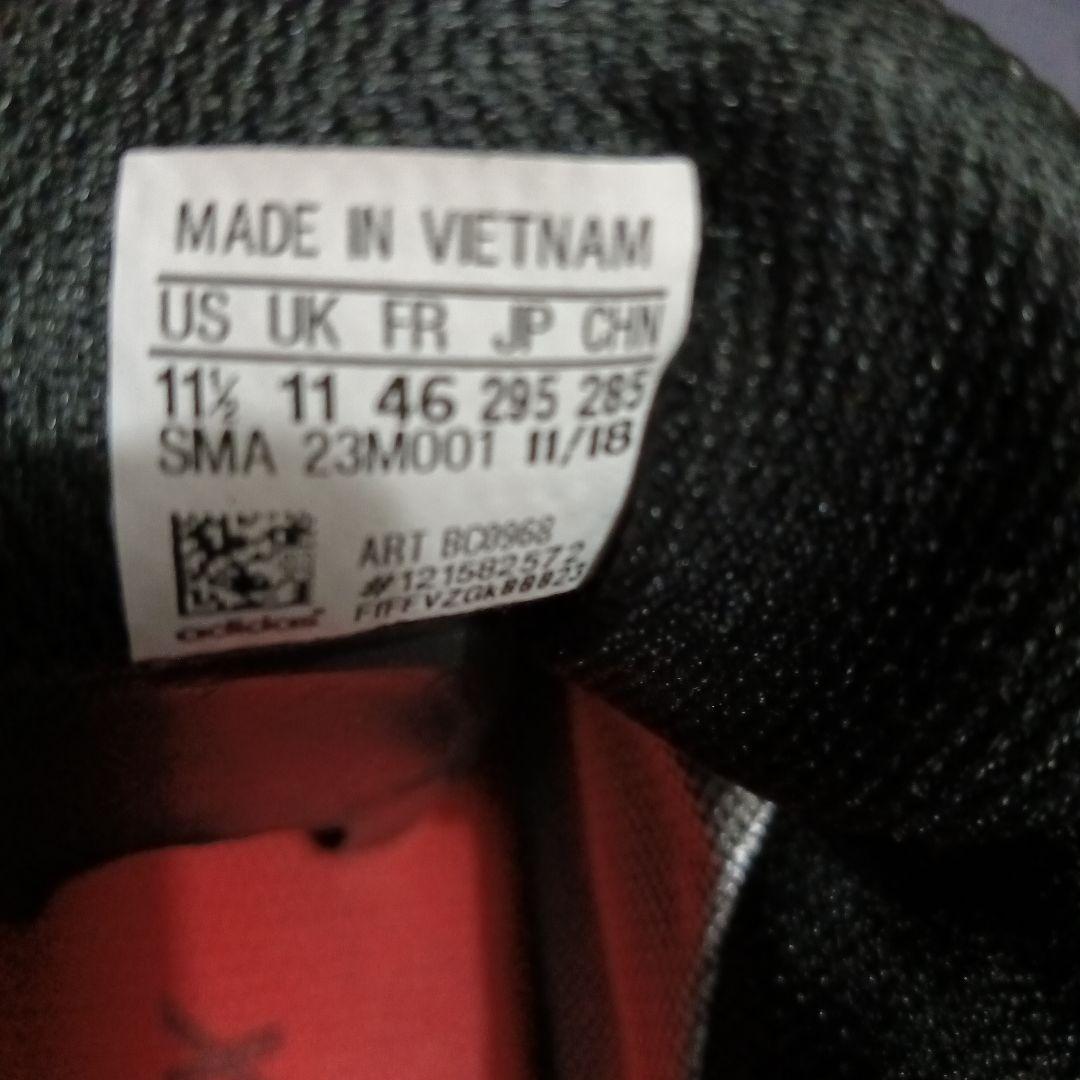 MADE IN VIETNAM
US UK FR JP CHN
11½ 11 46 295 285
SMA 23M001 11/18
ART BC0968
#121582572
adidas